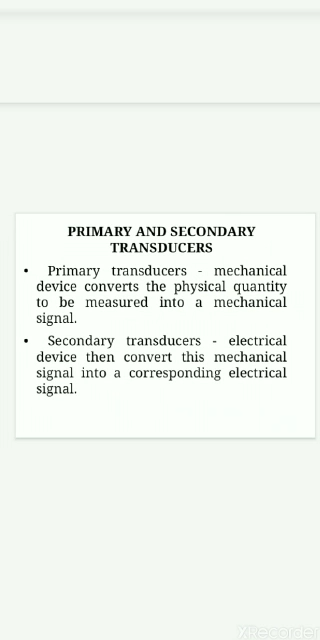 PRIMARY AND SECONDARY
TRANSDUCERS
• Primary transducers - mechanical
device converts the physical quantity
to be measured into a mechanical
signal.
• Secondary transducers - electrical
device then convert this mechanical
signal into a corresponding electrical
signal.
XRecorder